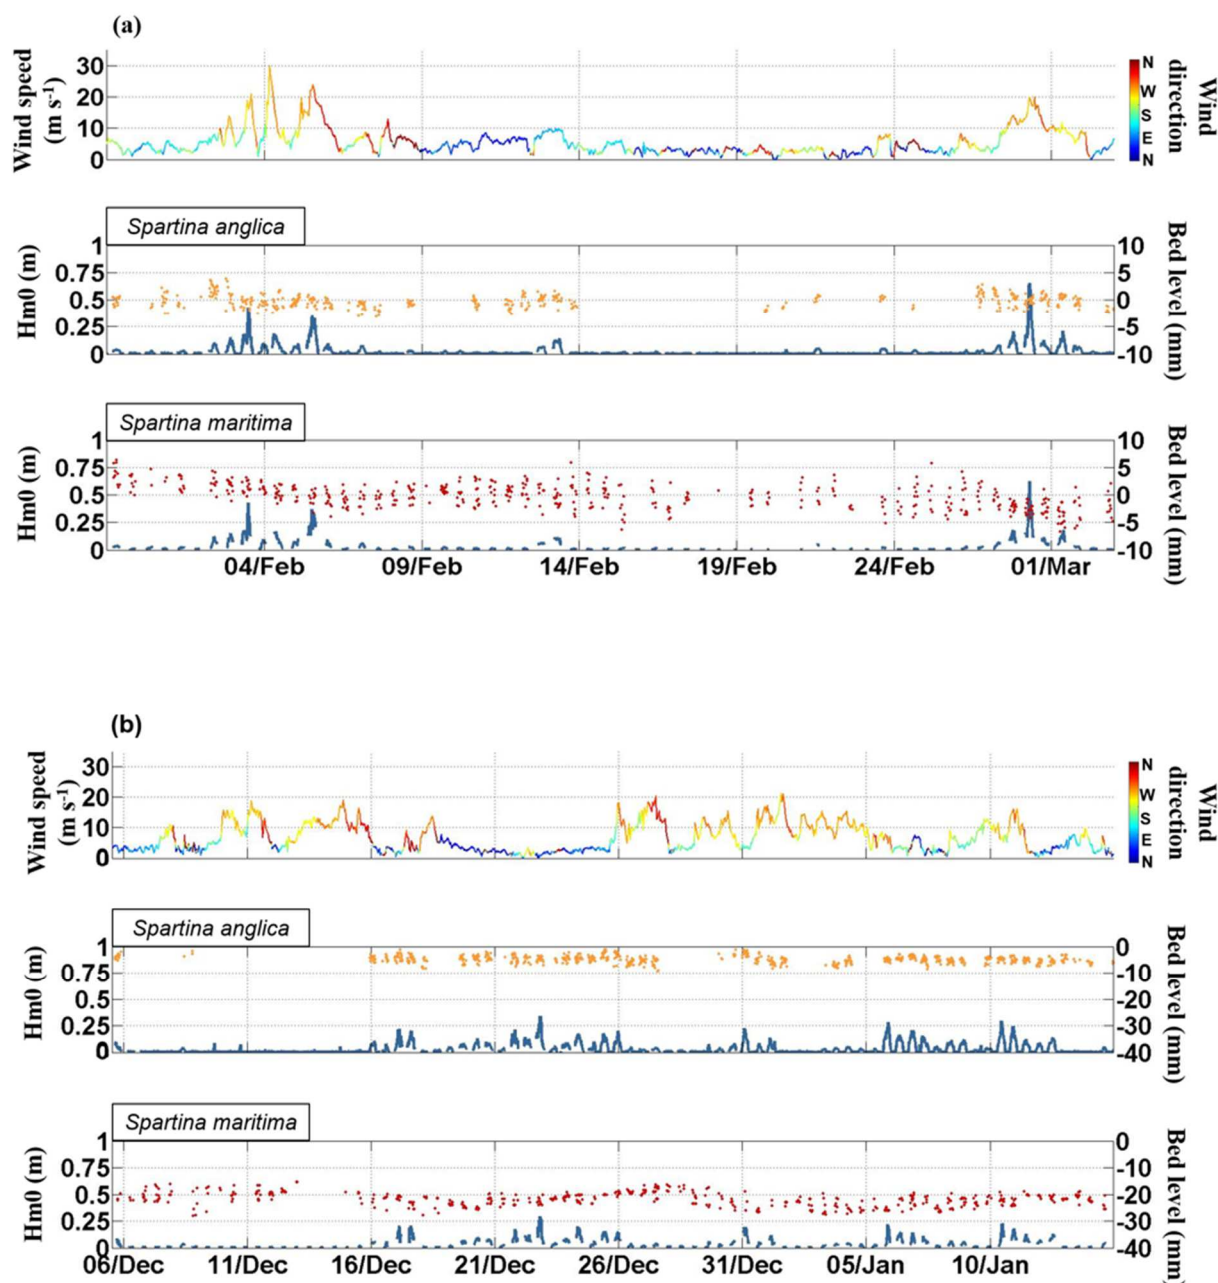 (a)
Wind speed
(m s-1)
30
20
10
0
N
W
S
E
N
Wind
direction
Spartina anglica
Hm0 (m)
1
0.75
0.5
0.25
0
10
5
0
-5
-10
Bed level (mm)
Spartina maritima
Hm0 (m)
1
0.75
0.5
0.25
0
10
5
0
-5
-10
Bed level (mm)
04/Feb 09/Feb 14/Feb 19/Feb 24/Feb 01/Mar
(b)
Wind speed
(m s-1)
30
20
10
0
N
W
S
E
N
Wind
direction
Spartina anglica
Hm0 (m)
1
0.75
0.5
0.25
0
0
-10
-20
-30
-40
Bed level (mm)
Spartina maritima
Hm0 (m)
1
0.75
0.5
0.25
0
0
-10
-20
-30
-40
Bed level (mm)
06/Dec 11/Dec 16/Dec 21/Dec 26/Dec 31/Dec 05/Jan 10/Jan